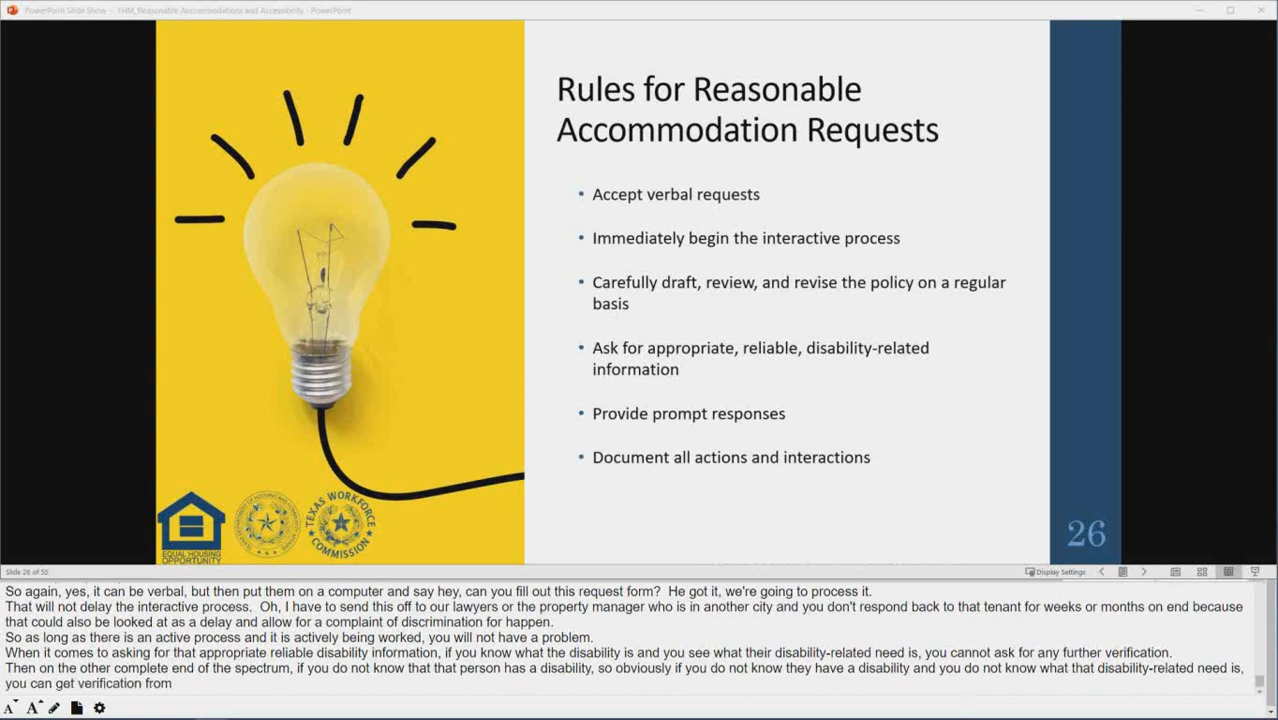 PowerPoint Slide Show - THM_Reasonable Accommodations and Accessibility - PowerPoint
Rules for Reasonable
Accommodation Requests
• Accept verbal requests
• Immediately begin the interactive process
• Carefully draft, review, and revise the policy on a regular
basis
• Ask for appropriate, reliable, disability-related
information
• Provide prompt responses
• Document all actions and interactions
EQUAL HOUSING
OPPORTUNITY
TEXAS WORKFORCE
COMMISSION
26
Slide 26 of 55
Display Settings
So again, yes, it can be verbal, but then put them on a computer and say hey, can you fill out this request form?  He got it, we're going to process it.
That will not delay the interactive process.  Oh, I have to send this off to our lawyers or the property manager who is in another city and you don't respond back to that tenant for weeks or months on end because
that could also be looked at as a delay and allow for a complaint of discrimination for happen.
So as long as there is an active process and it is actively being worked, you will not have a problem.
When it comes to asking for that appropriate reliable disability information, if you know what the disability is and you see what their disability-related need is, you cannot ask for any further verification.
Then on the other complete end of the spectrum, if you do not know that that person has a disability, so obviously if you do not know they have a disability and you do not know what that disability-related need is,
you can get verification from
A A